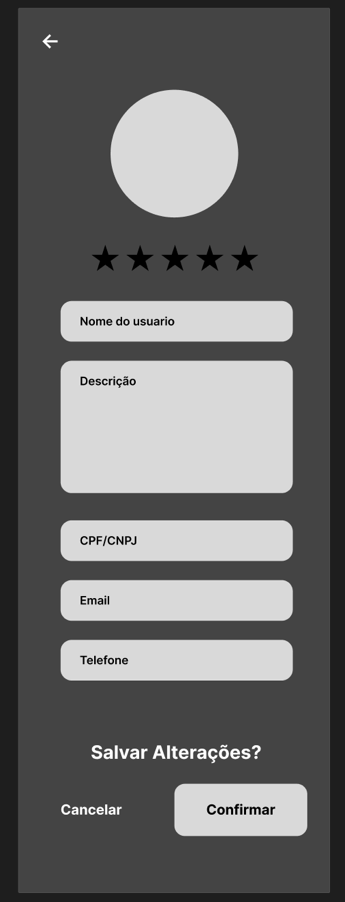 Nome do usuario
Descrição
CPF/CNPJ
Email
Telefone
Salvar Alterações?
Cancelar
Confirmar